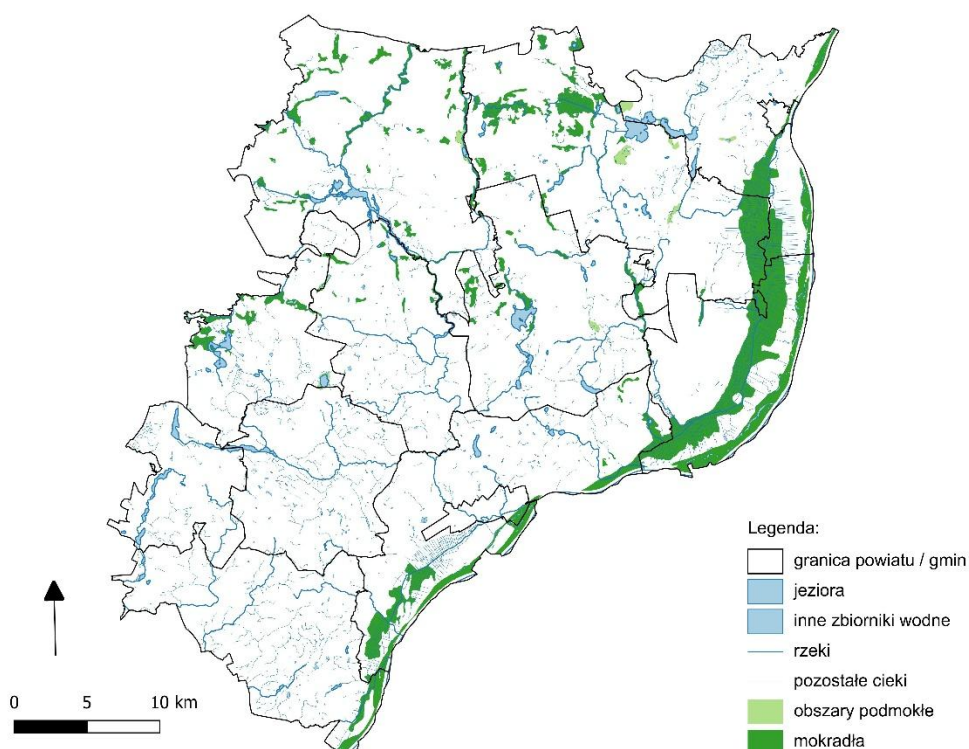 Legenda:
granica powiatu / gmin
jeziora
inne zbiorniki wodne
rzeki
pozostałe cieki
obszary podmokłe
mokradła
0 5 10 km